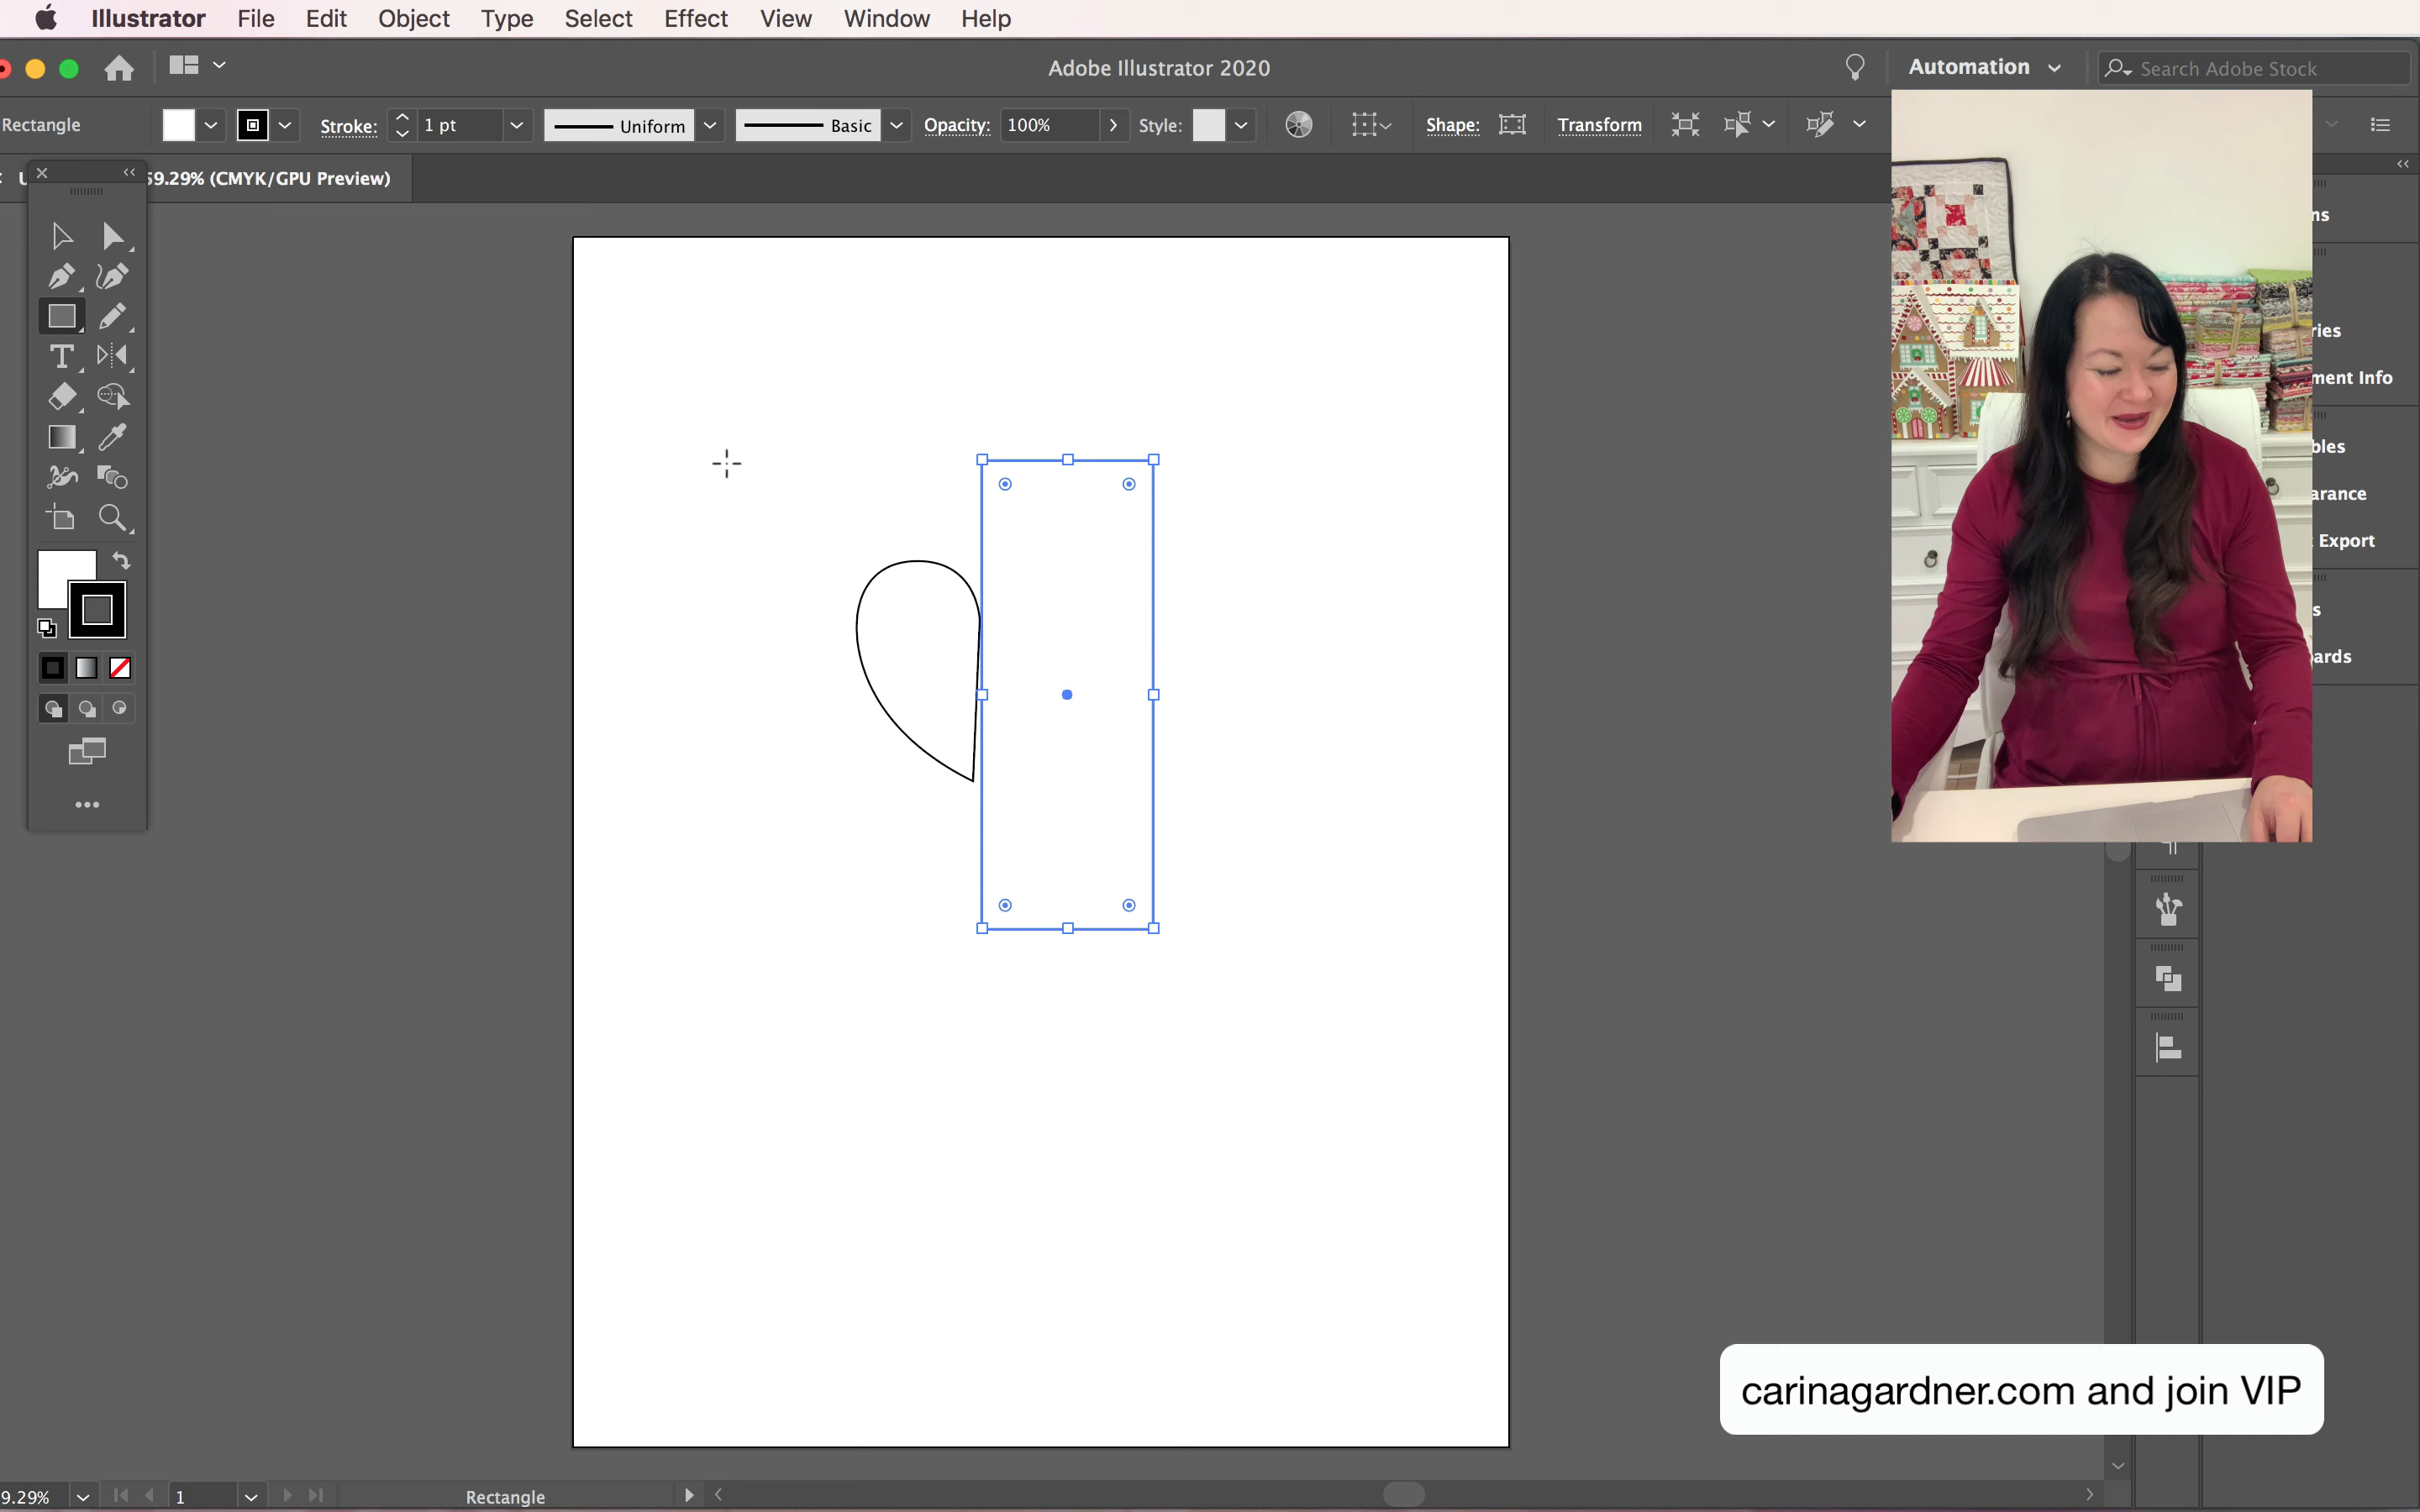 Illustrator File Edit Object Type Select Effect View Window Help
Adobe Illustrator 2020
Automation
Search Adobe Stock
Rectangle
Stroke:
1 pt
Uniform
Basic
Opacity:
100%
Style:
Shape:
Transform
59.29% (CMYK/GPU Preview)
ns
ries
ment Info
bles
arance
Export
s
ards
carinagardner.com and join VIP
9.29%
1
Rectangle